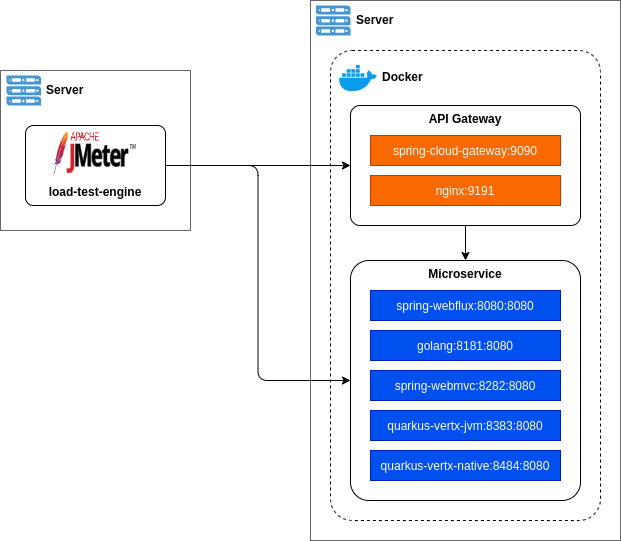 Server
Docker
API Gateway
spring-cloud-gateway:9090
nginx:9191
Server
APACHE
JMeter™
load-test-engine
Microservice
spring-webflux:8080:8080
golang:8181:8080
spring-webmvc:8282:8080
quarkus-vertx-jvm:8383:8080
quarkus-vertx-native:8484:8080